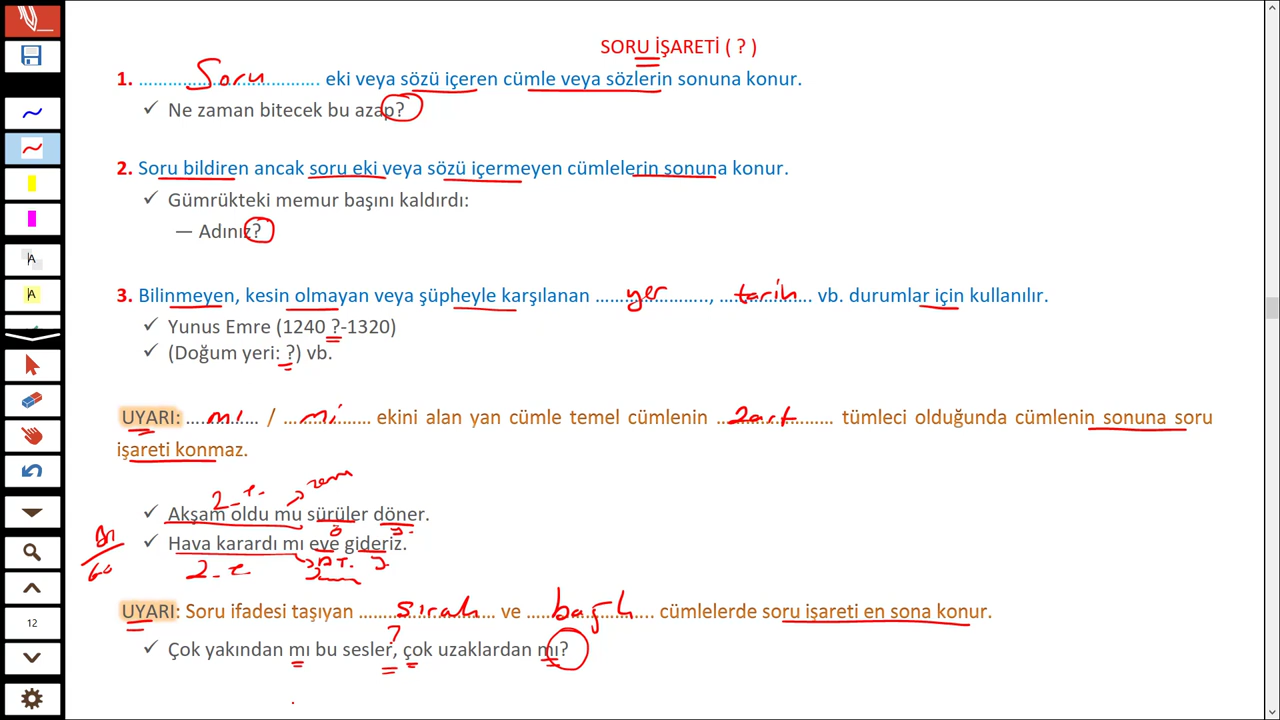 SORU İŞARETİ ( ? )
1. ........Soru........ eki veya sözü içeren cümle veya sözlerin sonuna konur.
✓ Ne zaman bitecek bu azap?
2. Soru bildiren ancak soru eki veya sözü içermeyen cümlelerin sonuna konur.
✓ Gümrükteki memur başını kaldırdı:
— Adınız?
3. Bilinmeyen, kesin olmayan veya şüpheyle karşılanan ......yer........, ...tarih... vb. durumlar için kullanılır.
✓ Yunus Emre (1240 ?-1320)
✓ (Doğum yeri: ?) vb.
UYARI: ....mı.... / ...mi...... ekini alan yan cümle temel cümlenin ...zarf...... tümleci olduğunda cümlenin sonuna soru
işareti konmaz.
z. t.
✓ Akşam oldu mu sürüler döner.
ö y.
✓ Hava karardı mı eve gideriz.
z. t. D.T. y.
UYARI: Soru ifadesi taşıyan .......sıralı... ve ....bağlı.... cümlelerde soru işareti en sona konur.
?
✓ Çok yakından mı bu sesler, çok uzaklardan mı?
12